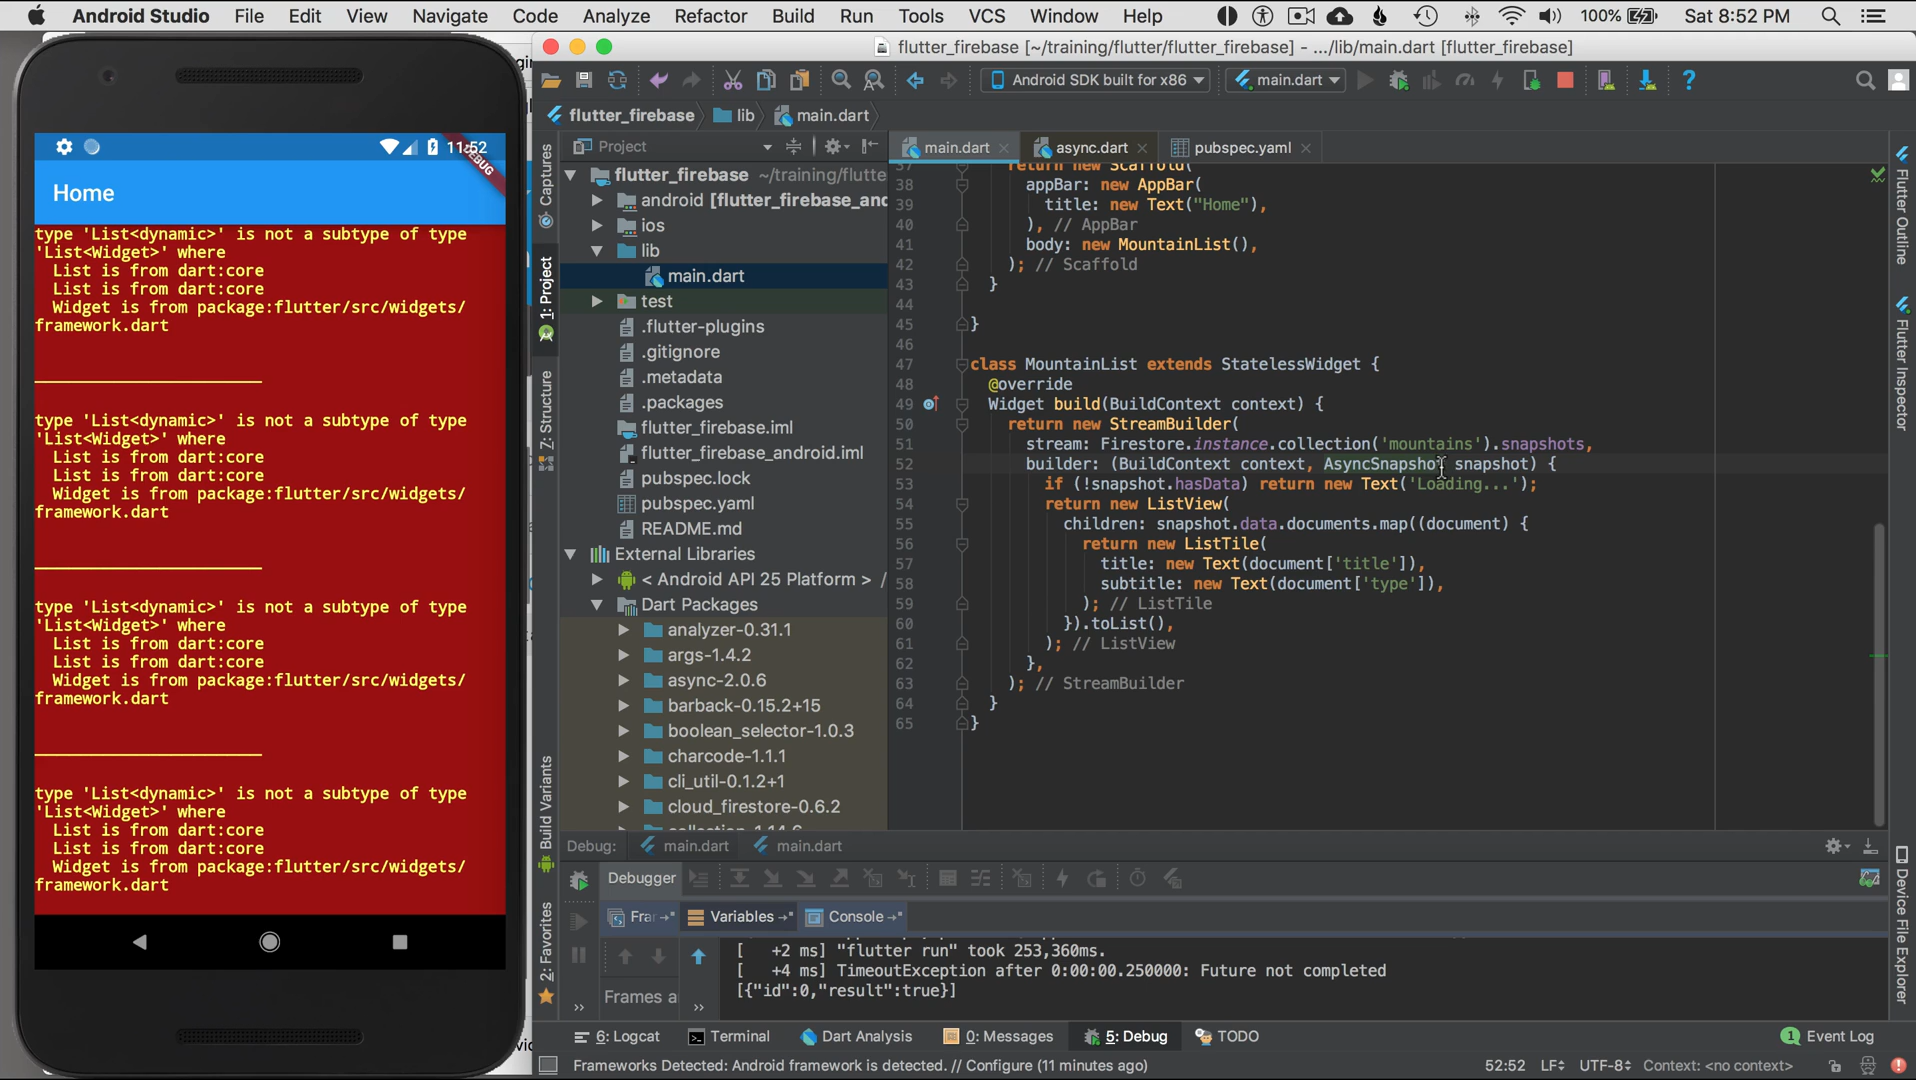 Android Studio File Edit View Navigate Code Analyze Refactor Build Run Tools VCS Window Help 100% Sat 8:52 PM
flutter_firebase [~/training/flutter/flutter_firebase] - .../lib/main.dart [flutter_firebase]
Android SDK built for x86 main.dart
flutter_firebase lib main.dart
11:52
DEBUG
Home
type 'List<dynamic>' is not a subtype of type
'List<Widget>' where
List is from dart:core
List is from dart:core
Widget is from package:flutter/src/widgets/
framework.dart
type 'List<dynamic>' is not a subtype of type
'List<Widget>' where
List is from dart:core
List is from dart:core
Widget is from package:flutter/src/widgets/
framework.dart
type 'List<dynamic>' is not a subtype of type
'List<Widget>' where
List is from dart:core
List is from dart:core
Widget is from package:flutter/src/widgets/
framework.dart
type 'List<dynamic>' is not a subtype of type
'List<Widget>' where
List is from dart:core
List is from dart:core
Widget is from package:flutter/src/widgets/
framework.dart
Captures
1: Project
Z: Structure
Build Variants
2: Favorites
Project
flutter_firebase ~/training/flutte
android [flutter_firebase_and
ios
lib
main.dart
test
.flutter-plugins
.gitignore
.metadata
.packages
flutter_firebase.iml
flutter_firebase_android.iml
pubspec.lock
pubspec.yaml
README.md
External Libraries
< Android API 25 Platform > /
Dart Packages
analyzer-0.31.1
args-1.4.2
async-2.0.6
barback-0.15.2+15
boolean_selector-1.0.3
charcode-1.1.1
cli_util-0.1.2+1
cloud_firestore-0.6.2
main.dart async.dart pubspec.yaml
37 return new Scaffold(
38 appBar: new AppBar(
39 title: new Text("Home"),
40 ), // AppBar
41 body: new MountainList(),
42 ); // Scaffold
43 }
44
45 }
46
47 class MountainList extends StatelessWidget {
48 @override
49 Widget build(BuildContext context) {
50 return new StreamBuilder(
51 stream: Firestore.instance.collection('mountains').snapshots,
52 builder: (BuildContext context, AsyncSnapshot snapshot) {
53 if (!snapshot.hasData) return new Text('Loading...');
54 return new ListView(
55 children: snapshot.data.documents.map((document) {
56 return new ListTile(
57 title: new Text(document['title']),
58 subtitle: new Text(document['type']),
59 ); // ListTile
60 }).toList(),
61 ); // ListView
62 },
63 ); // StreamBuilder
64 }
65 }
Flutter Outline
Flutter Inspector
Device File Explorer
Debug: main.dart main.dart
Debugger
Frar Variables Console
Frames a
[ +2 ms] "flutter run" took 253,360ms.
[ +4 ms] TimeoutException after 0:00:00.250000: Future not completed
[{"id":0,"result":true}]
6: Logcat Terminal Dart Analysis 0: Messages 5: Debug TODO 1 Event Log
Frameworks Detected: Android framework is detected. // Configure (11 minutes ago) 52:52 LF UTF-8 Context: <no context>